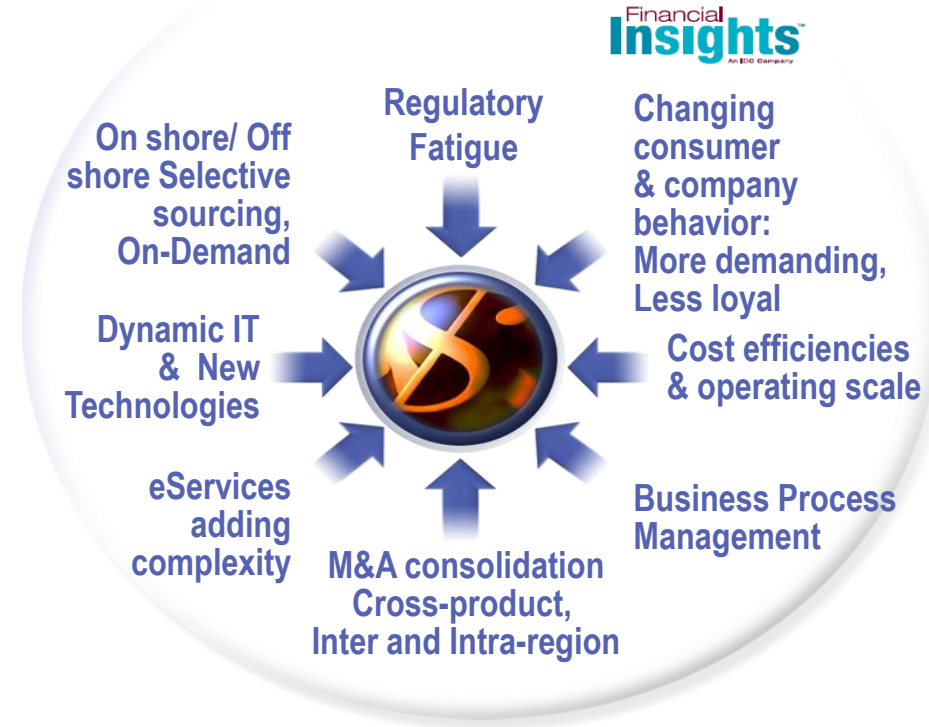 Financial
Insights™
An IDC Company
Regulatory
Fatigue
Changing
consumer
& company
behavior:
More demanding,
Less loyal
Cost efficiencies
& operating scale
Business Process
Management
M&A consolidation
Cross-product,
Inter and Intra-region
eServices
adding
complexity
Dynamic IT
& New
Technologies
On shore/ Off
shore Selective
sourcing,
On-Demand